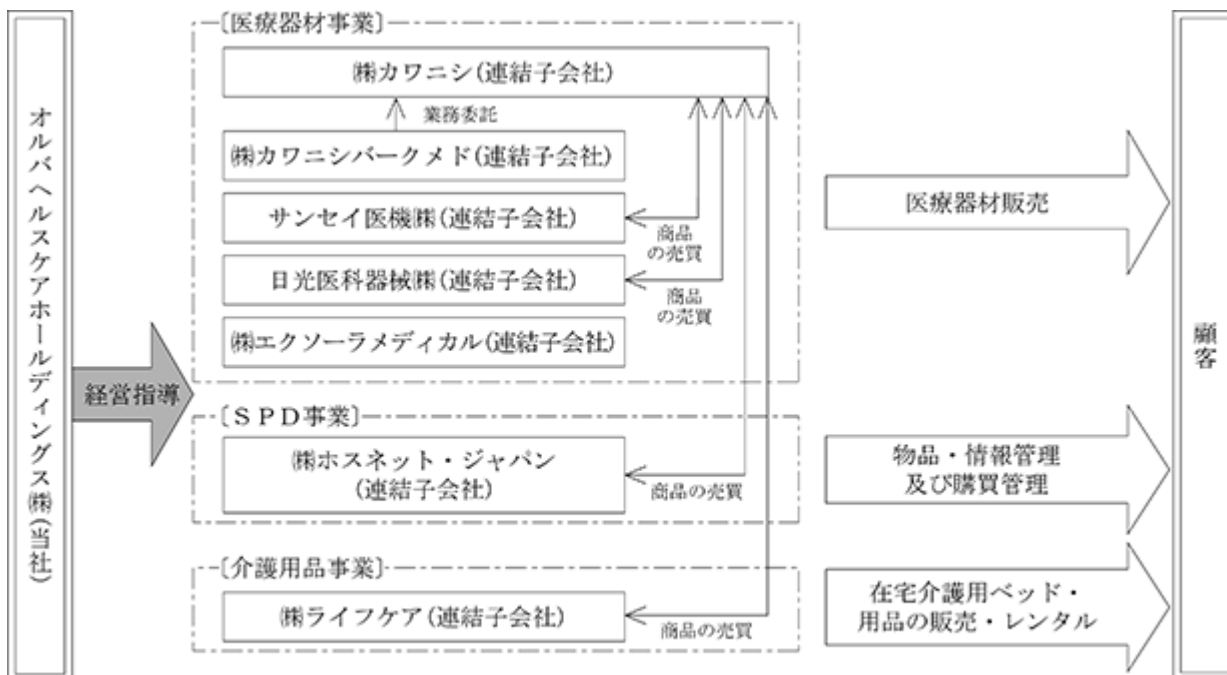 オルバヘルスケアホールディングス㈱(当社)
経営指導
〔医療器材事業〕
㈱カワニシ(連結子会社)
業務委託
㈱カワニシバークメド(連結子会社)
サンセイ医機㈱(連結子会社)
商品
の売買
日光医科器械㈱(連結子会社)
商品
の売買
㈱エクソーラメディカル(連結子会社)
〔ＳＰＤ事業〕
㈱ホスネット・ジャパン
(連結子会社)
商品の売買
〔介護用品事業〕
㈱ライフケア(連結子会社)
商品の売買
医療器材販売
物品・情報管理
及び購買管理
在宅介護用ベッド・
用品の販売・レンタル
顧客